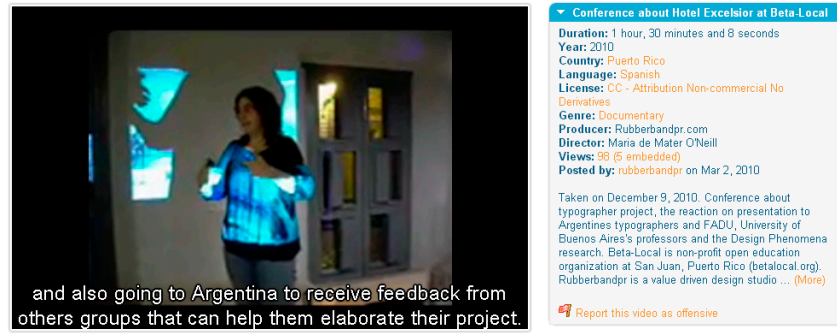 and also going to Argentina to receive feedback from
others groups that can help them elaborate their project.
Conference about Hotel Excelsior at Beta-Local
Duration: 1 hour, 30 minutes and 8 seconds
Year: 2010
Country: Puerto Rico
Language: Spanish
License: CC - Attribution Non-commercial No
Derivatives
Genre: Documentary
Producer: Rubberbandpr.com
Director: Maria de Mater O'Neill
Views: 98 (5 embedded)
Posted by: rubberbandpr on Mar 2, 2010
Taken on December 9, 2010. Conference about
typographer project, the reaction on presentation to
Argentines typographers and FADU, University of
Buenos Aires's professors and the Design Phenomena
research. Beta-Local is non-profit open education
organization at San Juan, Puerto Rico (betalocal.org).
Rubberbandpr is a value driven design studio ... (More)
Report this video as offensive